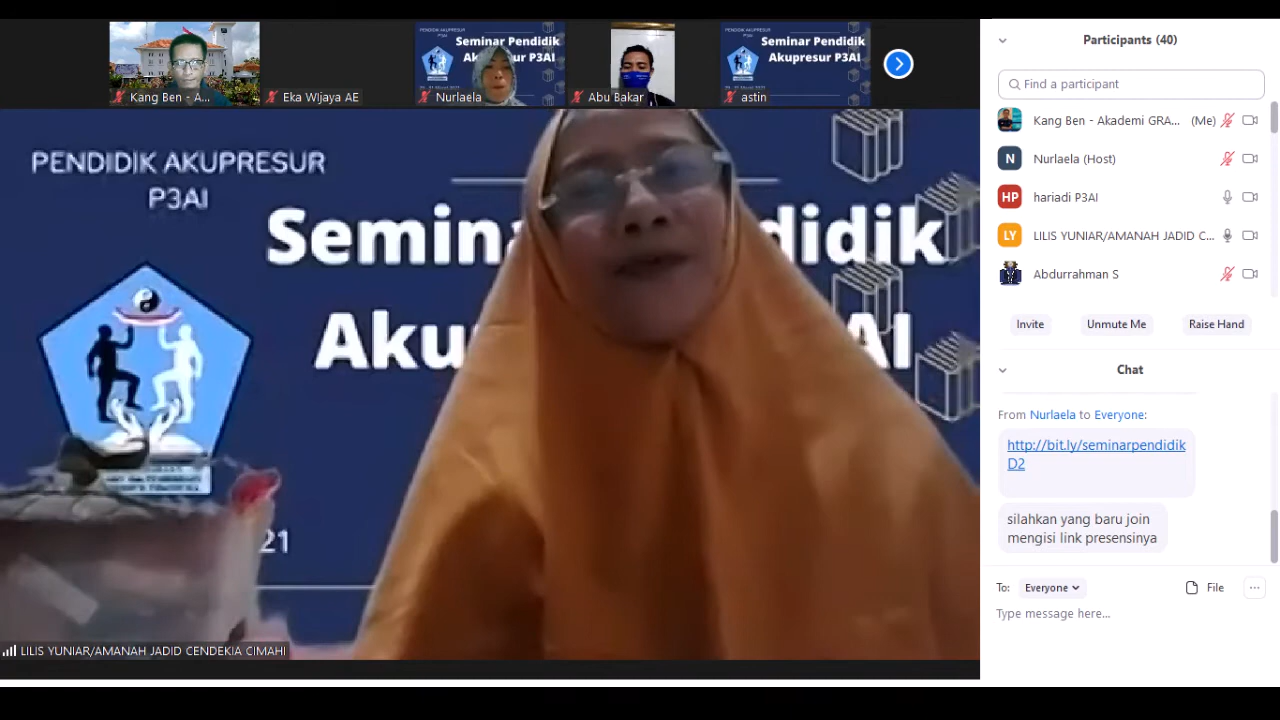 PENDIDIK AKUPRESUR
P3AI
Seminar Pendidik
Akupresur P3AI
PENDIDIK AKUPRESUR
P3AI
Seminar Pendidik
Akupresur P3AI
Kang Ben - A...
Eka Wijaya AE
Nurlaela
Abu Bakar
astin
PENDIDIK AKUPRESUR
P3AI
Semin
didik
Aku
AI
21
LILIS YUNIAR/AMANAH JADID CENDEKIA CIMAHI
Participants (40)
Find a participant
Kang Ben - Akademi GRA... (Me)
N Nurlaela (Host)
HP hariadi P3AI
LY LILIS YUNIAR/AMANAH JADID C...
Abdurrahman S
Invite Unmute Me Raise Hand
Chat
From Nurlaela to Everyone:
http://bit.ly/seminarpendidik
D2
silahkan yang baru join
mengisi link presensinya
To: Everyone File ...
Type message here...